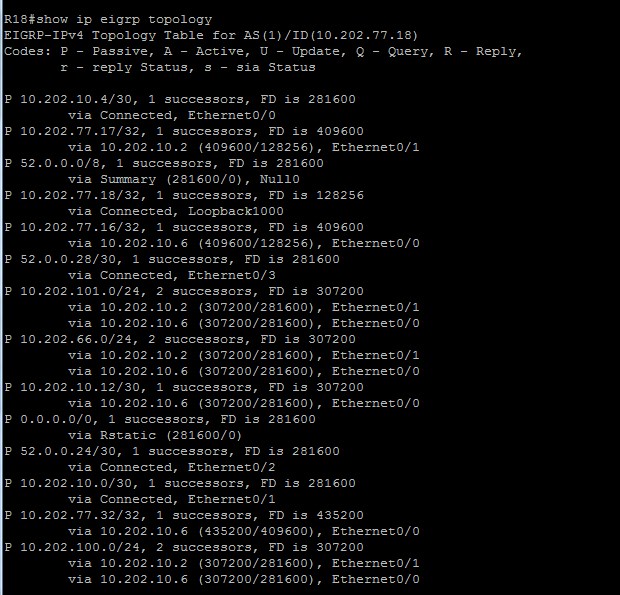 R18#show ip eigrp topology
EIGRP-IPv4 Topology Table for AS(1)/ID(10.202.77.18)
Codes: P - Passive, A - Active, U - Update, Q - Query, R - Reply,
r - reply Status, s - sia Status
P 10.202.10.4/30, 1 successors, FD is 281600
via Connected, Ethernet0/0
P 10.202.77.17/32, 1 successors, FD is 409600
via 10.202.10.2 (409600/128256), Ethernet0/1
P 52.0.0.0/8, 1 successors, FD is 281600
via Summary (281600/0), Null0
P 10.202.77.18/32, 1 successors, FD is 128256
via Connected, Loopback1000
P 10.202.77.16/32, 1 successors, FD is 409600
via 10.202.10.6 (409600/128256), Ethernet0/0
P 52.0.0.28/30, 1 successors, FD is 281600
via Connected, Ethernet0/3
P 10.202.101.0/24, 2 successors, FD is 307200
via 10.202.10.2 (307200/281600), Ethernet0/1
via 10.202.10.6 (307200/281600), Ethernet0/0
P 10.202.66.0/24, 2 successors, FD is 307200
via 10.202.10.2 (307200/281600), Ethernet0/1
via 10.202.10.6 (307200/281600), Ethernet0/0
P 10.202.10.12/30, 1 successors, FD is 307200
via 10.202.10.6 (307200/281600), Ethernet0/0
P 0.0.0.0/0, 1 successors, FD is 281600
via Rstatic (281600/0)
P 52.0.0.24/30, 1 successors, FD is 281600
via Connected, Ethernet0/2
P 10.202.10.0/30, 1 successors, FD is 281600
via Connected, Ethernet0/1
P 10.202.77.32/32, 1 successors, FD is 435200
via 10.202.10.6 (435200/409600), Ethernet0/0
P 10.202.100.0/24, 2 successors, FD is 307200
via 10.202.10.2 (307200/281600), Ethernet0/1
via 10.202.10.6 (307200/281600), Ethernet0/0